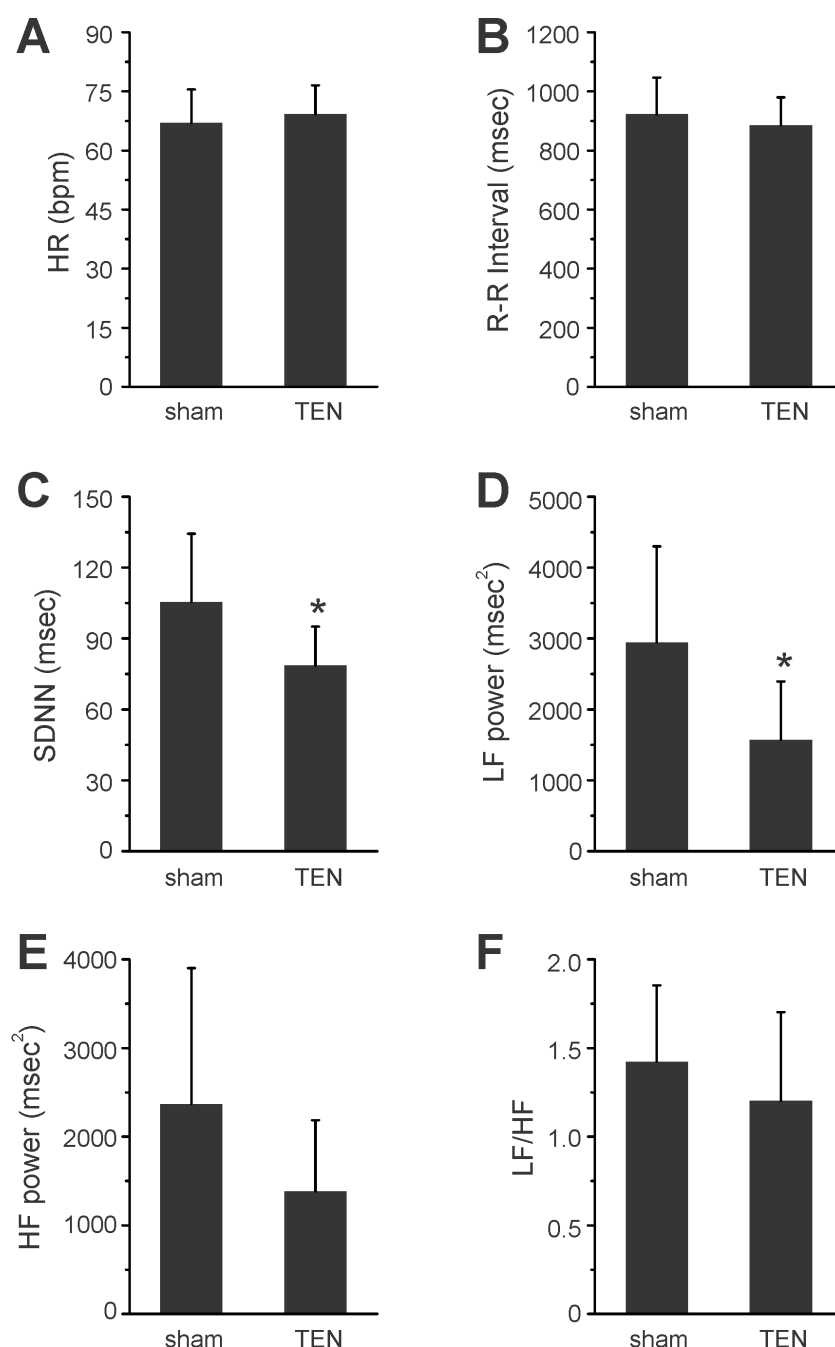 A
HR (bpm)
90
75
60
45
30
15
0
sham TEN
B
R-R Interval (msec)
1200
1000
800
600
400
200
0
sham TEN
C
SDNN (msec)
150
120
90
60
30
0
*
sham TEN
D
LF power (msec²)
5000
4000
3000
2000
1000
0
*
sham TEN
E
HF power (msec²)
4000
3000
2000
1000
0
sham TEN
F
LF/HF
2.0
1.5
1.0
0.5
0
sham TEN